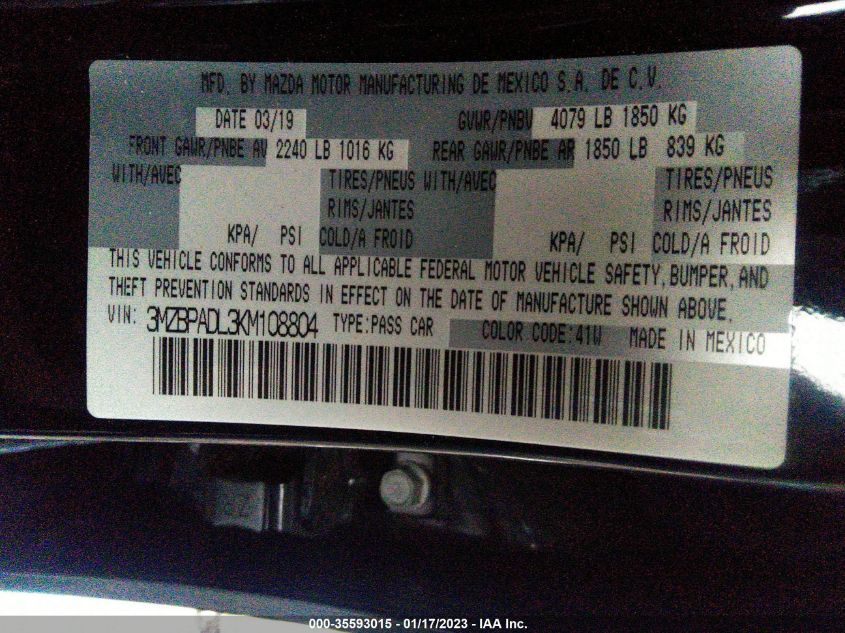 MFD. BY MAZDA MOTOR MANUFACTURING DE MEXICO S.A. DE C.V.
DATE 03/19 GVWR/PNBV 4079 LB 1850 KG
FRONT GAWR/PNBE AV 2240 LB 1016 KG REAR GAWR/PNBE AR 1850 LB 839 KG
WITH/AVEC TIRES/PNEUS WITH/AVEC TIRES/PNEUS
RIMS/JANTES RIMS/JANTES
KPA/ PSI COLD/A FROID KPA/ PSI COLD/A FROID
THIS VEHICLE CONFORMS TO ALL APPLICABLE FEDERAL MOTOR VEHICLE SAFETY, BUMPER, AND
THEFT PREVENTION STANDARDS IN EFFECT ON THE DATE OF MANUFACTURE SHOWN ABOVE.
VIN: 3MZBPADL3KM108804 TYPE:PASS CAR COLOR CODE:41W MADE IN MEXICO
000-35593015 - 01/17/2023 - IAA Inc.